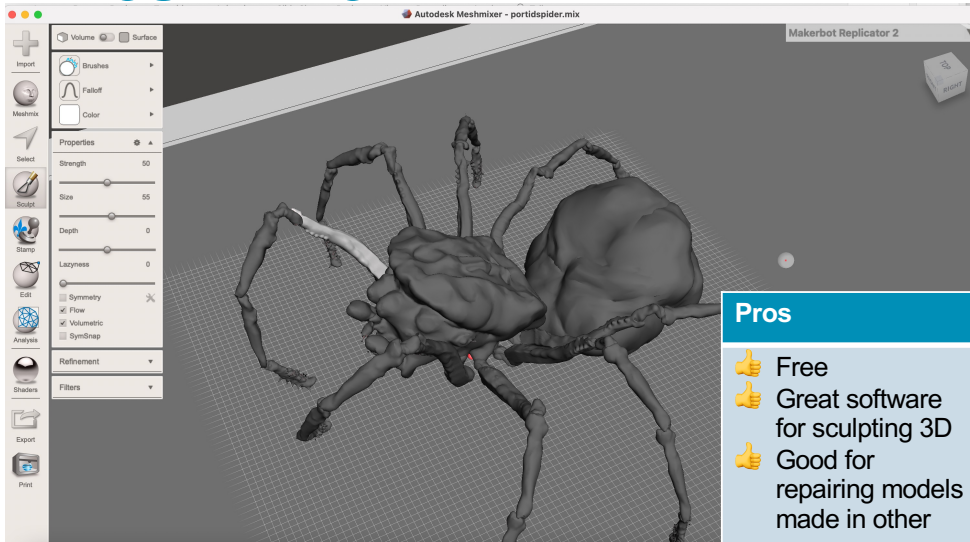 Autodesk Meshmixer - portidspider.mix
Import
Meshmix
Select
Sculpt
Stamp
Edit
Analysis
Shaders
Export
Print
Volume Surface
Brushes
Falloff
Color
Properties
Strength 50
Size 55
Depth 0
Lazyness 0
Symmetry
Flow
Volumetric
SymSnap
Refinement
Filters
Makerbot Replicator 2
TOP
RIGHT
Pros
Free
Great software
for sculpting 3D
Good for
repairing models
made in other